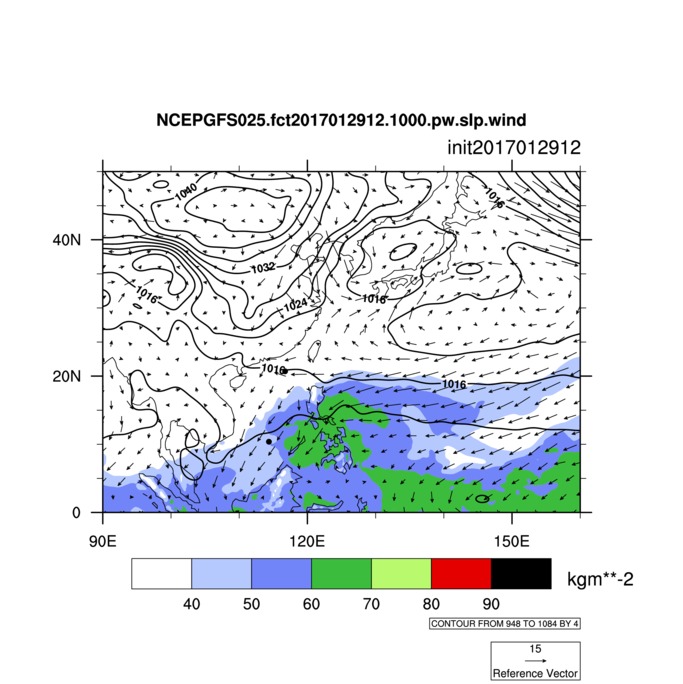 NCEPGFS025.fct2017012912.1000.pw.slp.wind
init2017012912
1040
1016
40N
1032
1016
1016
1024
1016
20N
1016
0
90E
120E
150E
kgm**-2
40
50
60
70
80
90
CONTOUR FROM 948 TO 1084 BY 4
15
Reference Vector